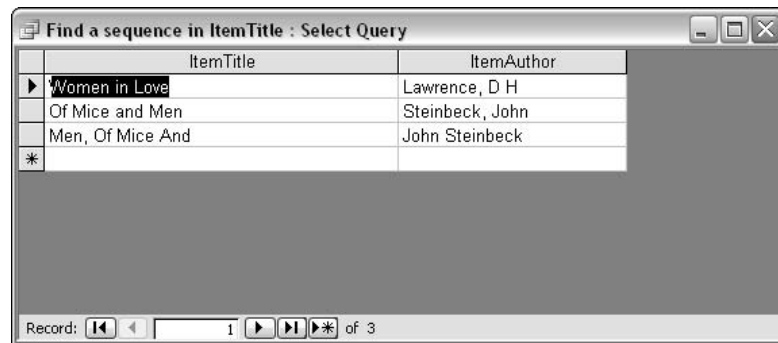 Find a sequence in ItemTitle : Select Query
ItemTitle ItemAuthor
Women in Love Lawrence, D H
Of Mice and Men Steinbeck, John
Men, Of Mice And John Steinbeck
Record: 1 of 3